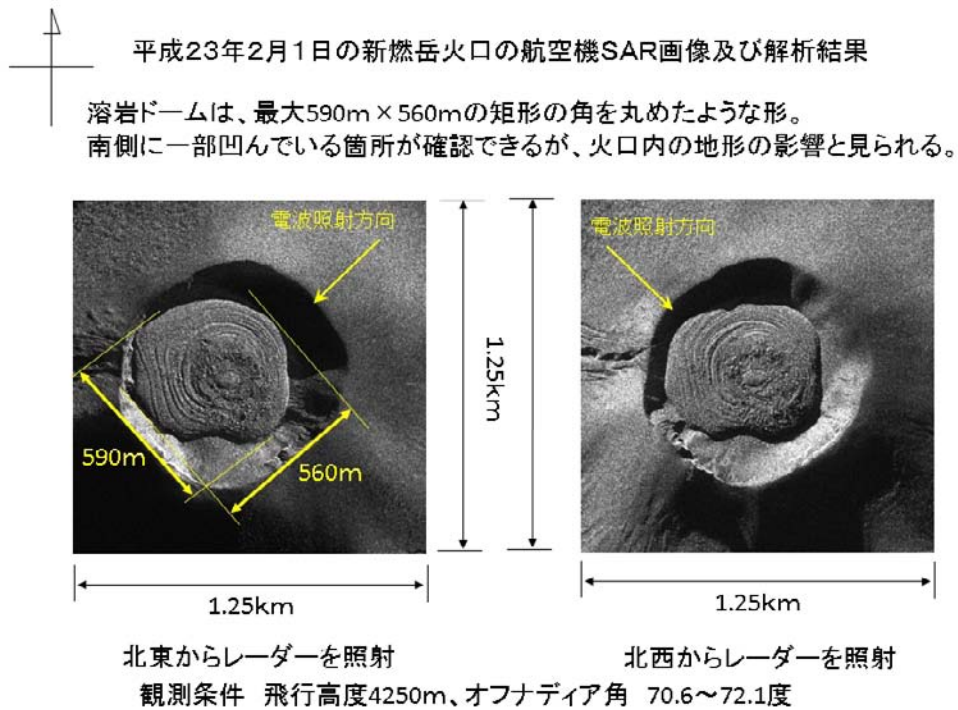 平成23年2月1日の新燃岳火口の航空機SAR画像及び解析結果
溶岩ドームは、最大590m×560mの矩形の角を丸めたような形。
南側に一部凹んでいる箇所が確認できるが、火口内の地形の影響と見られる。
電波照射方向
590m
560m
1.25km
1.25km
電波照射方向
1.25km
北東からレーダーを照射
北西からレーダーを照射
観測条件 飛行高度4250m、オフナディア角 70.6～72.1度